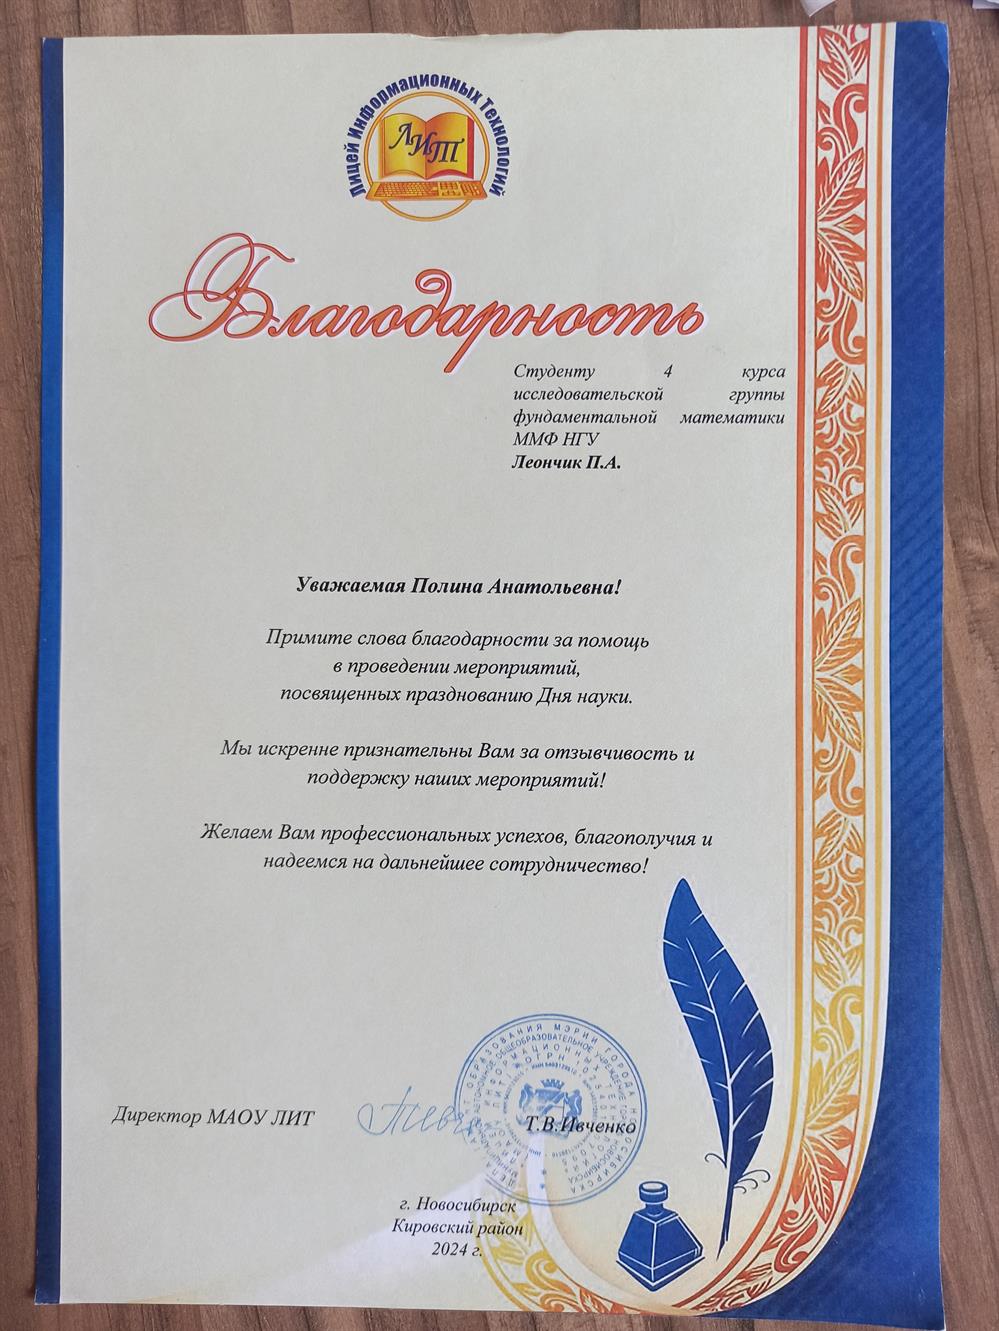 Лицей Информационных Технологий
ЛИТ
Благодарность
Студенту 4 курса
исследовательской группы
фундаментальной математики
ММФ НГУ
Леончик П.А.
Уважаемая Полина Анатольевна!
Примите слова благодарности за помощь
в проведении мероприятий,
посвященных празднованию Дня науки.
Мы искренне признательны Вам за отзывчивость и
поддержку наших мероприятий!
Желаем Вам профессиональных успехов, благополучия и
надеемся на дальнейшее сотрудничество!
Директор МАОУ ЛИТ
Т.В.Ивченко
г. Новосибирск
Кировский район
2024 г.